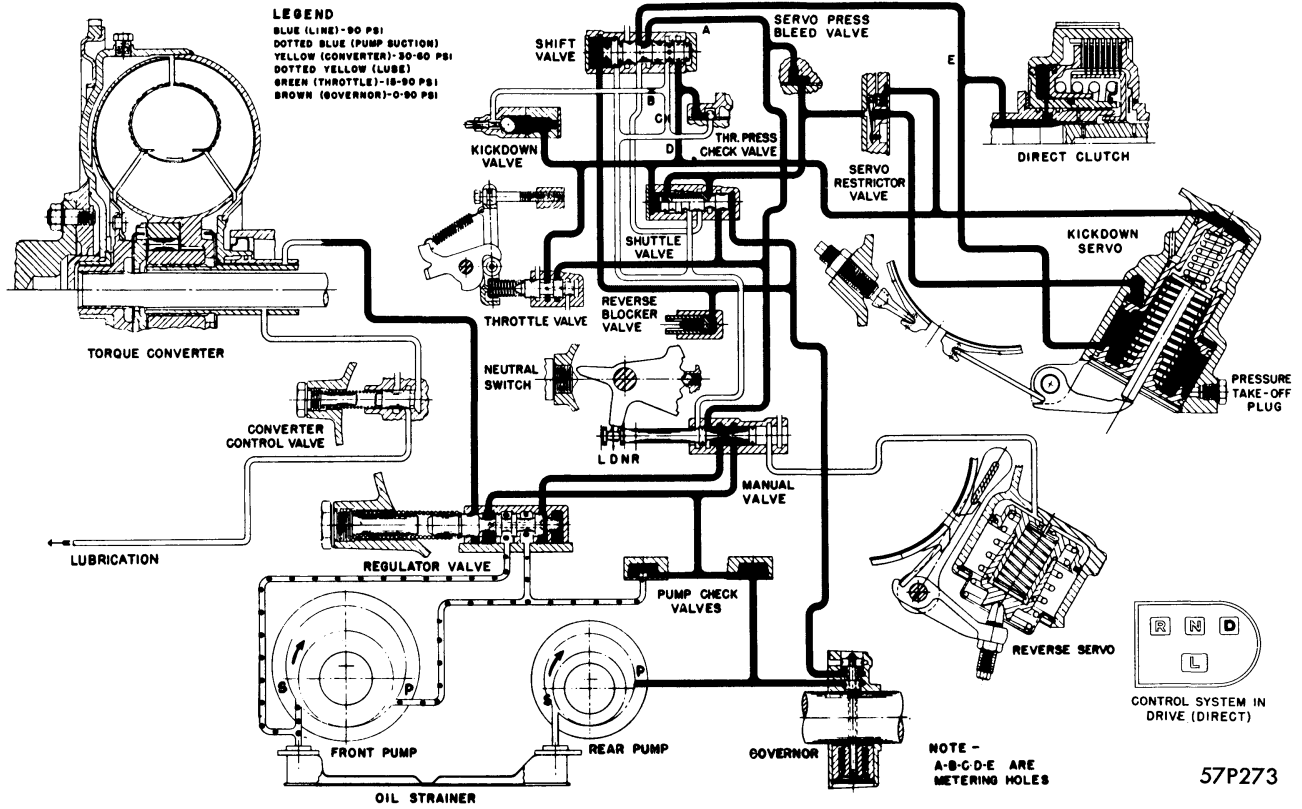 LEGEND
BLUE (LINE)-90 PSI
DOTTED BLUE (PUMP SUCTION)
YELLOW (CONVERTER)-30-60 PSI
DOTTED YELLOW (LUBE)
GREEN (THROTTLE)-15-90 PSI
BROWN (GOVERNOR)-0-90 PSI
SHIFT
VALVE
A
SERVO PRESS
BLEED VALVE
E
B
C
D
KICKDOWN
VALVE
THR. PRESS
CHECK VALVE
SERVO
RESTRICTOR
VALVE
DIRECT CLUTCH
SHUTTLE
VALVE
KICKDOWN
SERVO
THROTTLE VALVE
REVERSE
BLOCKER
VALVE
TORQUE CONVERTER
NEUTRAL
SWITCH
PRESSURE
TAKE-OFF
PLUG
CONVERTER
CONTROL VALVE
L D N R
MANUAL
VALVE
LUBRICATION
REGULATOR VALVE
PUMP CHECK
VALVES
S
P
S
P
FRONT PUMP
REAR PUMP
OIL STRAINER
GOVERNOR
REVERSE SERVO
R N D
L
CONTROL SYSTEM IN
DRIVE (DIRECT)
NOTE -
A-B-C-D-E ARE
METERING HOLES
57P273